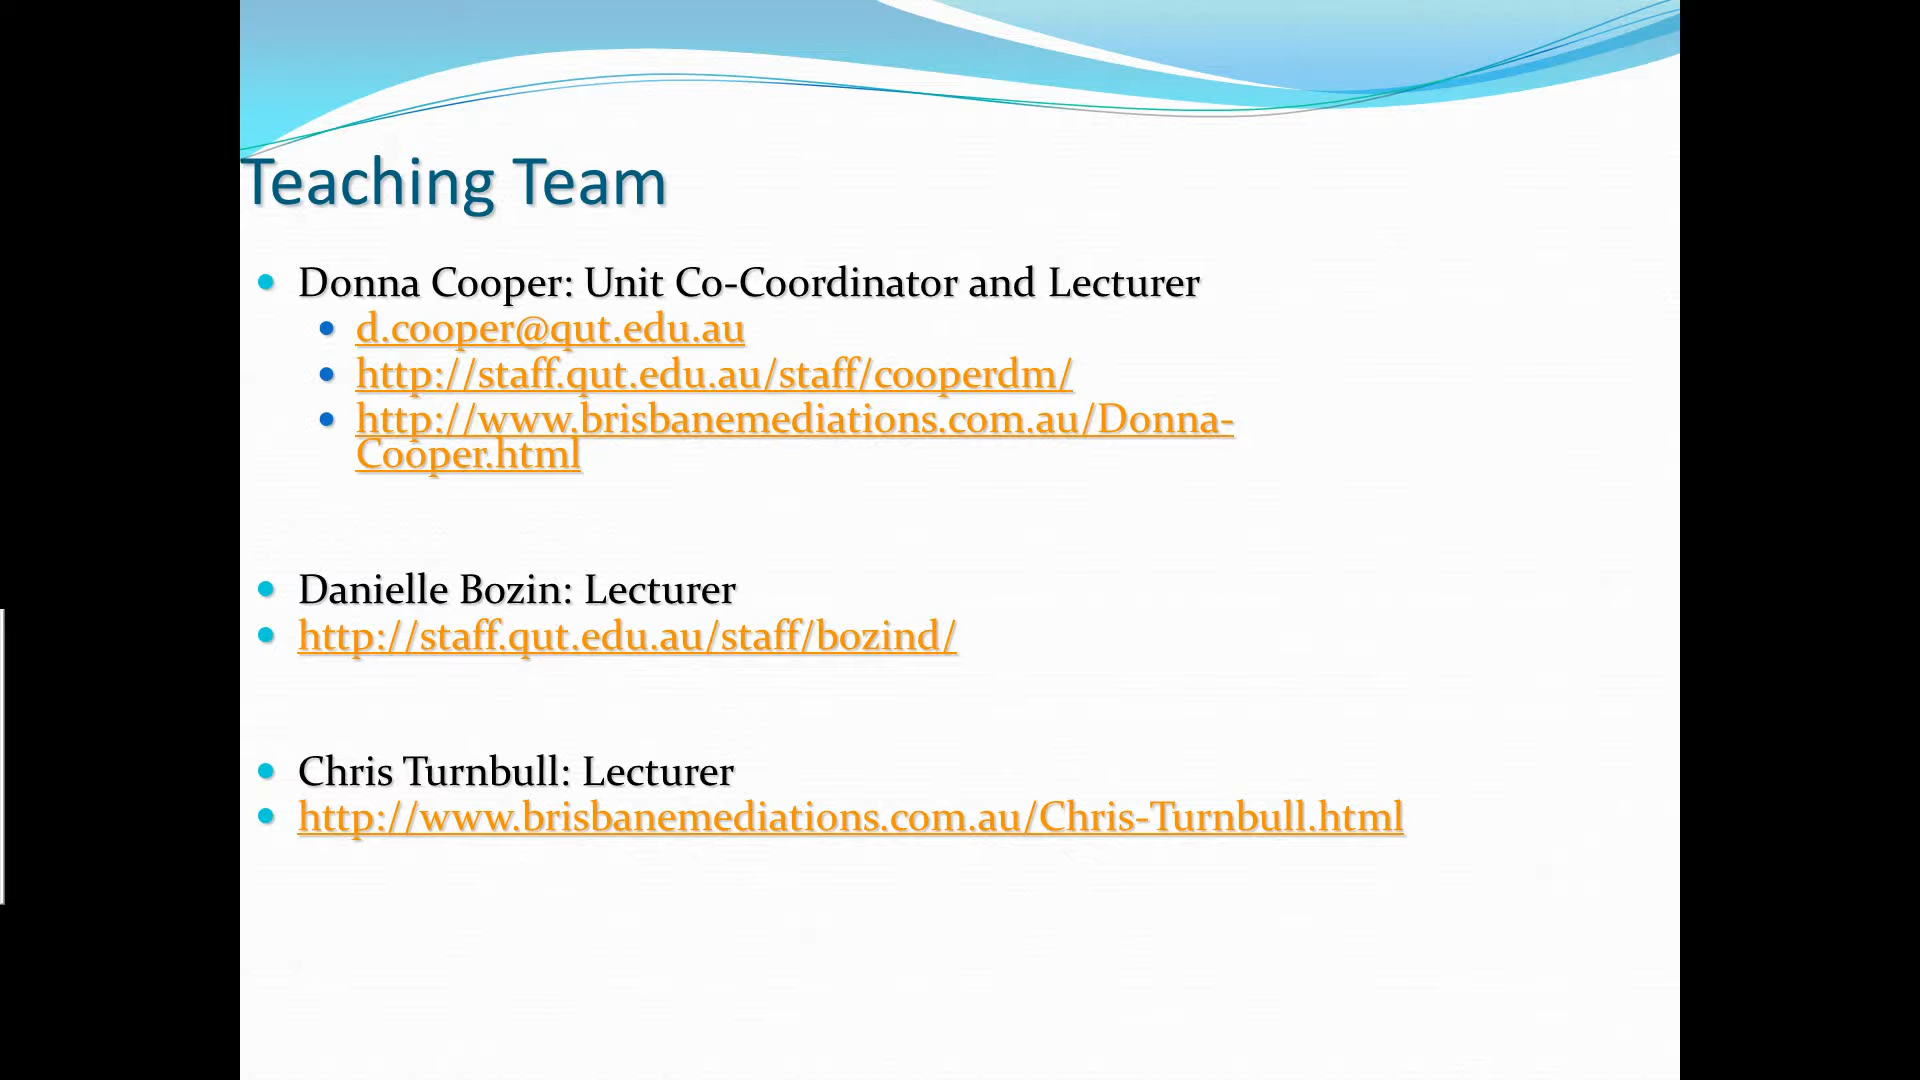 Teaching Team
Donna Cooper: Unit Co-Coordinator and Lecturer
d.cooper@qut.edu.au
http://staff.qut.edu.au/staff/cooperdm/
http://www.brisbanemediations.com.au/Donna-
Cooper.html
Danielle Bozin: Lecturer
http://staff.qut.edu.au/staff/bozind/
Chris Turnbull: Lecturer
http://www.brisbanemediations.com.au/Chris-Turnbull.html